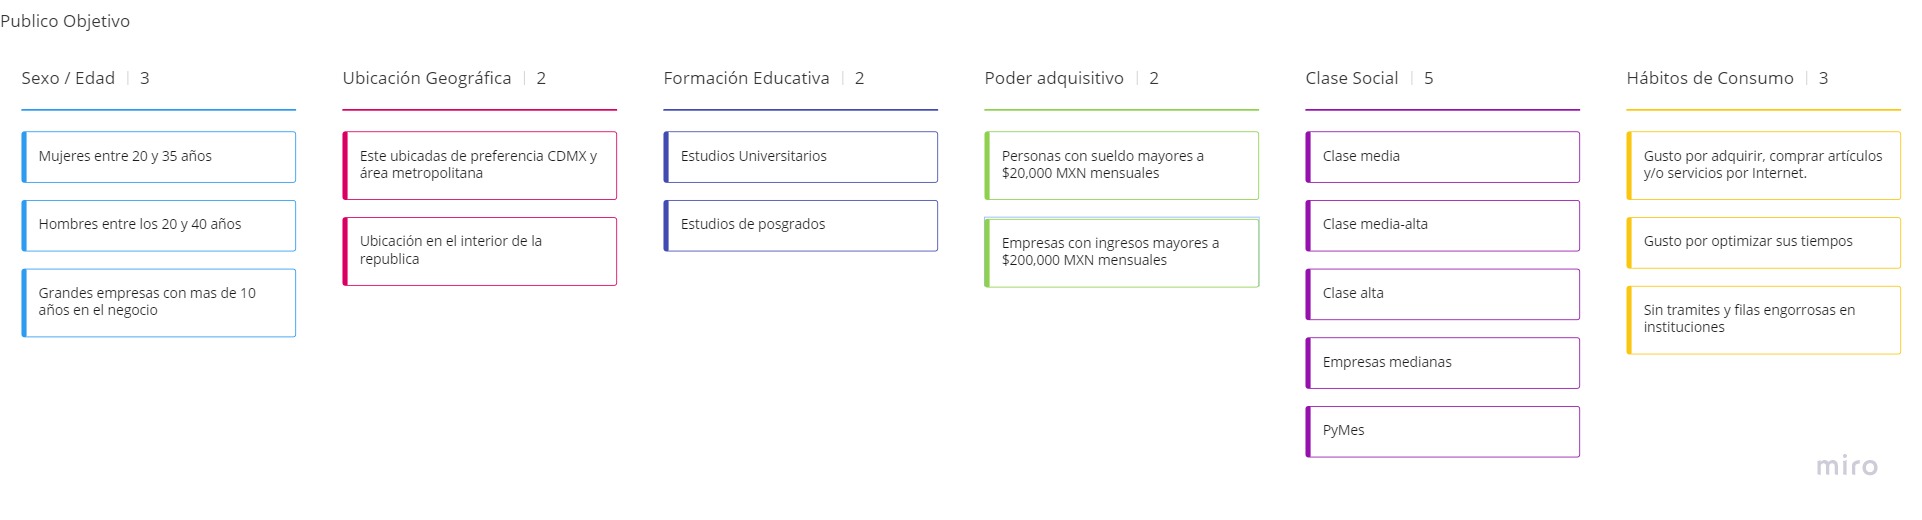 Publico Objetivo
Sexo / Edad | 3
Mujeres entre 20 y 35 años
Hombres entre los 20 y 40 años
Grandes empresas con mas de 10
años en el negocio
Ubicación Geográfica | 2
Este ubicadas de preferencia CDMX y
área metropolitana
Ubicación en el interior de la
republica
Formación Educativa | 2
Estudios Universitarios
Estudios de posgrados
Poder adquisitivo | 2
Personas con sueldo mayores a
$20,000 MXN mensuales
Empresas con ingresos mayores a
$200,000 MXN mensuales
Clase Social | 5
Clase media
Clase media-alta
Clase alta
Empresas medianas
PyMes
Hábitos de Consumo | 3
Gusto por adquirir, comprar artículos
y/o servicios por Internet.
Gusto por optimizar sus tiempos
Sin tramites y filas engorrosas en
instituciones
miro